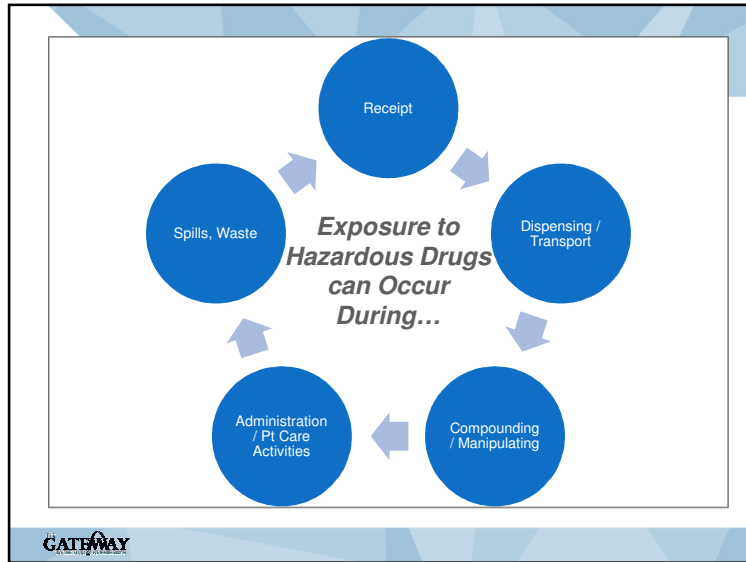 Receipt
Dispensing /
Transport
Compounding
/ Manipulating
Administration
/ Pt Care
Activities
Spills, Waste
Exposure to
Hazardous Drugs
can Occur
During…
GATEWAY